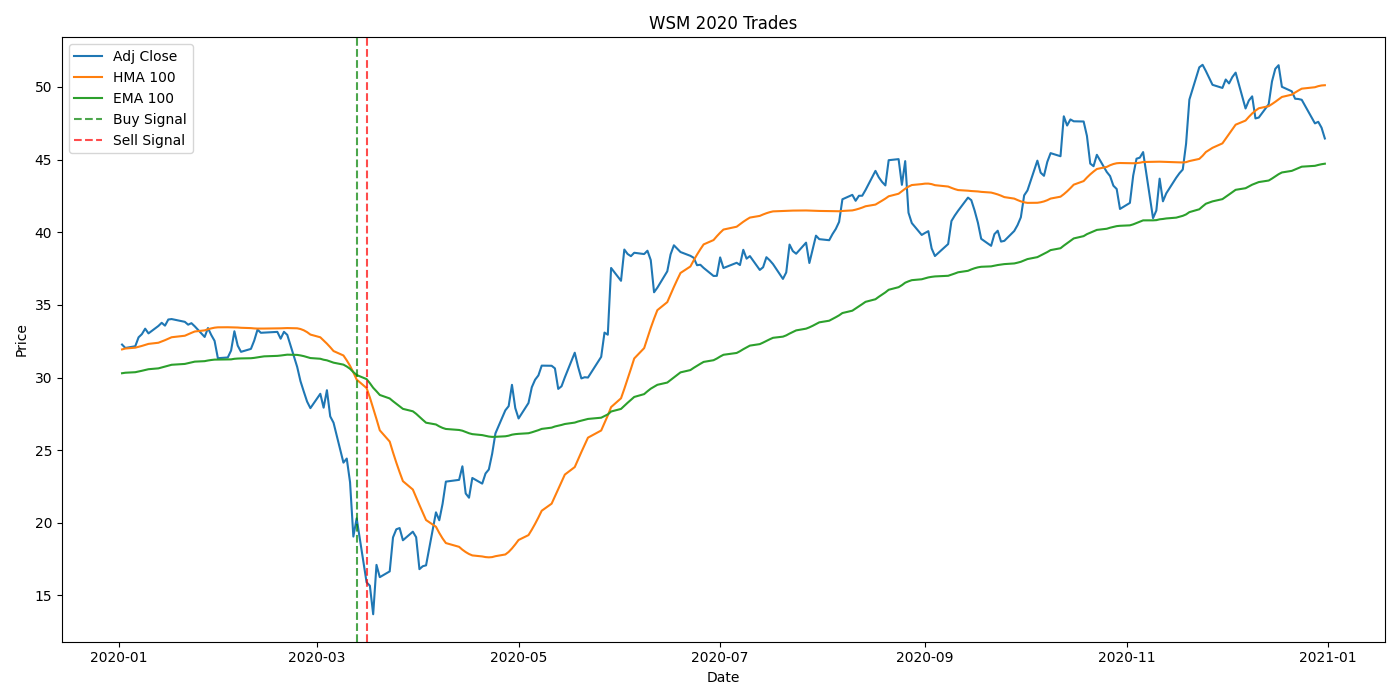 WSM 2020 Trades
Adj Close
HMA 100
EMA 100
Buy Signal
Sell Signal
Price
50
45
40
35
30
25
20
15
2020-01 2020-03 2020-05 2020-07 2020-09 2020-11 2021-01
Date